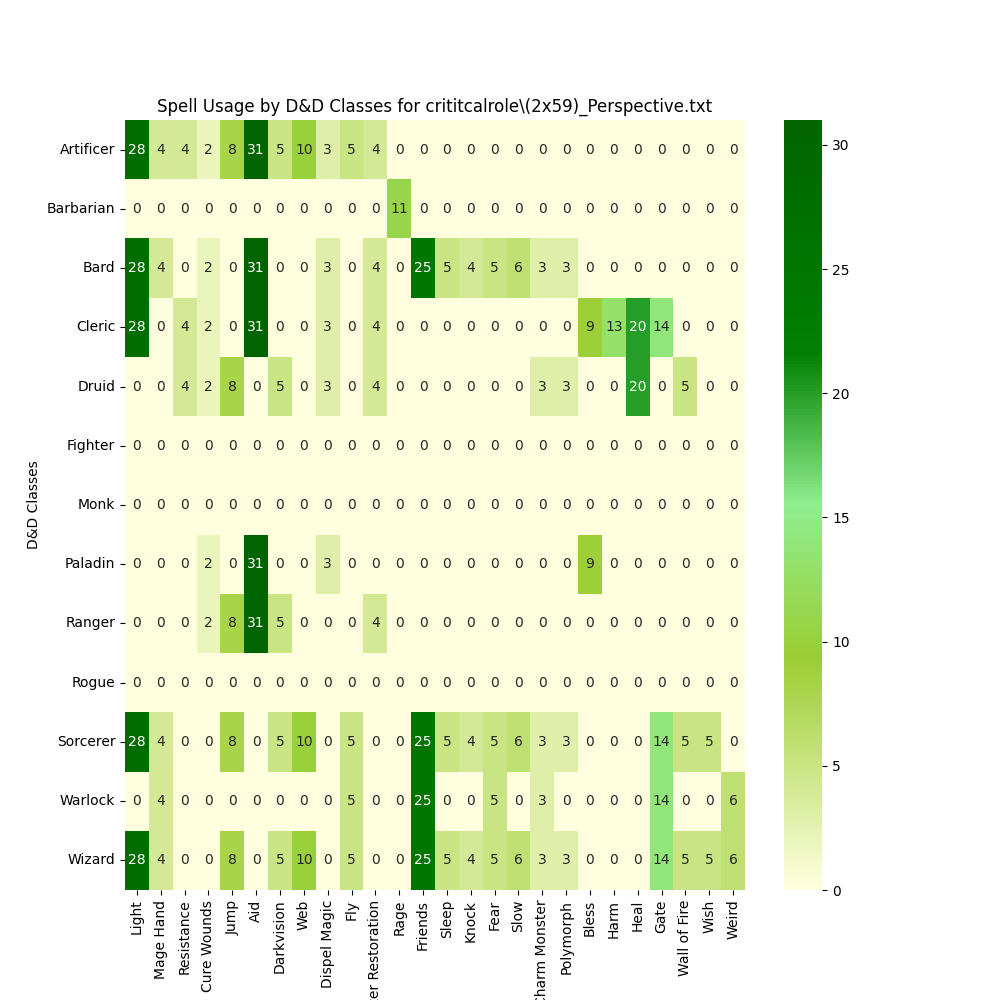 Spell Usage by D&D Classes for crititcalrole\(2x59)_Perspective.txt
D&D Classes
Artificer 28 4 4 2 8 31 5 10 3 5 4 0 0 0 0 0 0 0 0 0 0 0 0 0 0 0
Barbarian 0 0 0 0 0 0 0 0 0 0 0 11 0 0 0 0 0 0 0 0 0 0 0 0 0 0
Bard 28 4 0 2 0 31 0 0 3 0 4 0 25 5 4 5 6 3 3 0 0 0 0 0 0 0
Cleric 28 0 4 2 0 31 0 0 3 0 4 0 0 0 0 0 0 0 0 9 13 20 14 0 0 0
Druid 0 0 4 2 8 0 5 0 3 0 4 0 0 0 0 0 0 3 3 0 0 20 0 5 0 0
Fighter 0 0 0 0 0 0 0 0 0 0 0 0 0 0 0 0 0 0 0 0 0 0 0 0 0 0
Monk 0 0 0 0 0 0 0 0 0 0 0 0 0 0 0 0 0 0 0 0 0 0 0 0 0 0
Paladin 0 0 0 2 0 31 0 0 3 0 0 0 0 0 0 0 0 0 0 9 0 0 0 0 0 0
Ranger 0 0 0 2 8 31 5 0 0 0 4 0 0 0 0 0 0 0 0 0 0 0 0 0 0 0
Rogue 0 0 0 0 0 0 0 0 0 0 0 0 0 0 0 0 0 0 0 0 0 0 0 0 0 0
Sorcerer 28 4 0 0 8 0 5 10 0 5 0 0 25 5 4 5 6 3 3 0 0 0 14 5 5 0
Warlock 0 4 0 0 0 0 0 0 0 5 0 0 25 0 0 5 0 3 0 0 0 0 14 0 0 6
Wizard 28 4 0 0 8 0 5 10 0 5 0 0 25 5 4 5 6 3 3 0 0 0 14 5 5 6
Light
Mage Hand
Resistance
Cure Wounds
Jump
Aid
Darkvision
Web
Dispel Magic
Fly
er Restoration
Rage
Friends
Sleep
Knock
Fear
Slow
harm Monster
Polymorph
Bless
Harm
Heal
Gate
Wall of Fire
Wish
Weird
30
25
20
15
10
5
0